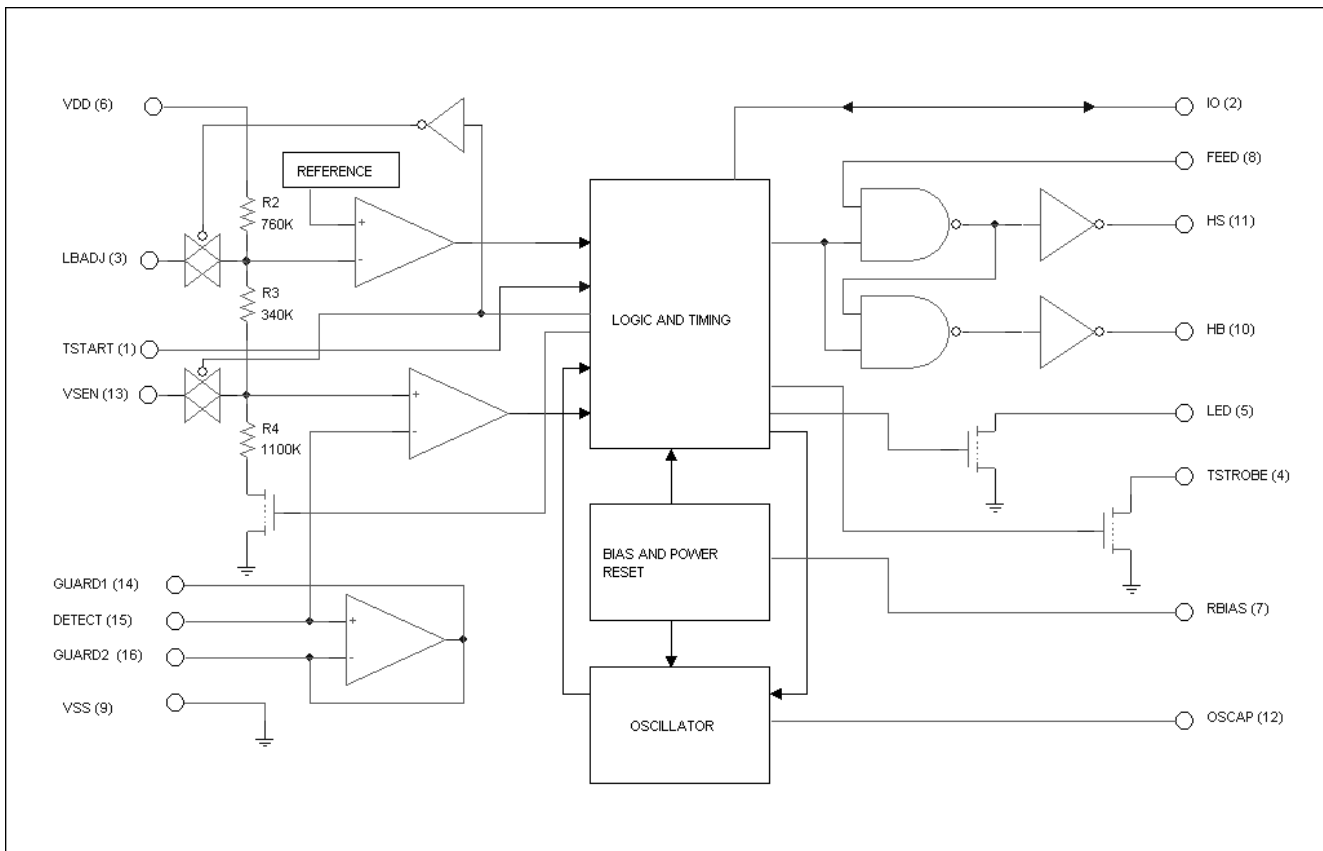 VDD (6)
IO (2)
FEED (8)
REFERENCE
R2
760K
+
-
HS (11)
LBADJ (3)
R3
340K
LOGIC AND TIMING
TSTART (1)
HB (10)
VSEN (13)
+
-
R4
1100K
LED (5)
TSTROBE (4)
BIAS AND POWER
RESET
GUARD1 (14)
DETECT (15)
+
-
GUARD2 (16)
RBIAS (7)
VSS (9)
OSCILLATOR
OSCAP (12)